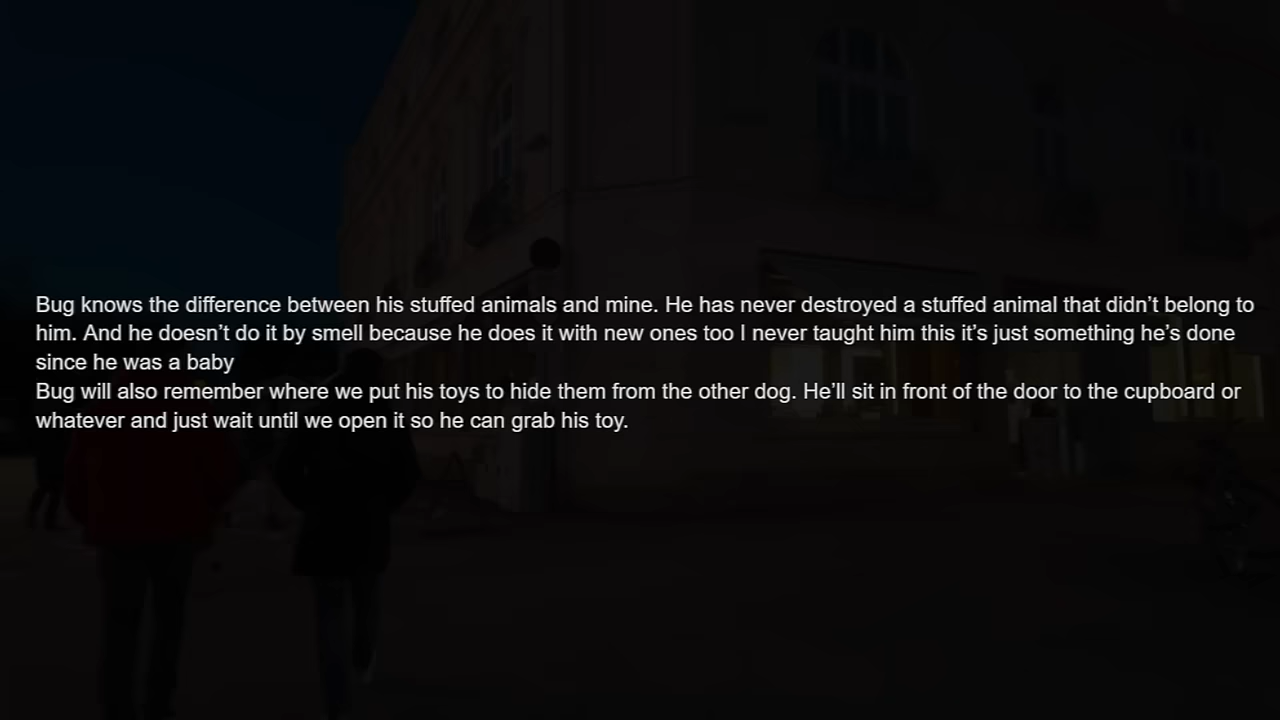 Bug knows the difference between his stuffed animals and mine. He has never destroyed a stuffed animal that didn’t belong to
him. And he doesn’t do it by smell because he does it with new ones too I never taught him this it’s just something he’s done
since he was a baby
Bug will also remember where we put his toys to hide them from the other dog. He’ll sit in front of the door to the cupboard or
whatever and just wait until we open it so he can grab his toy.